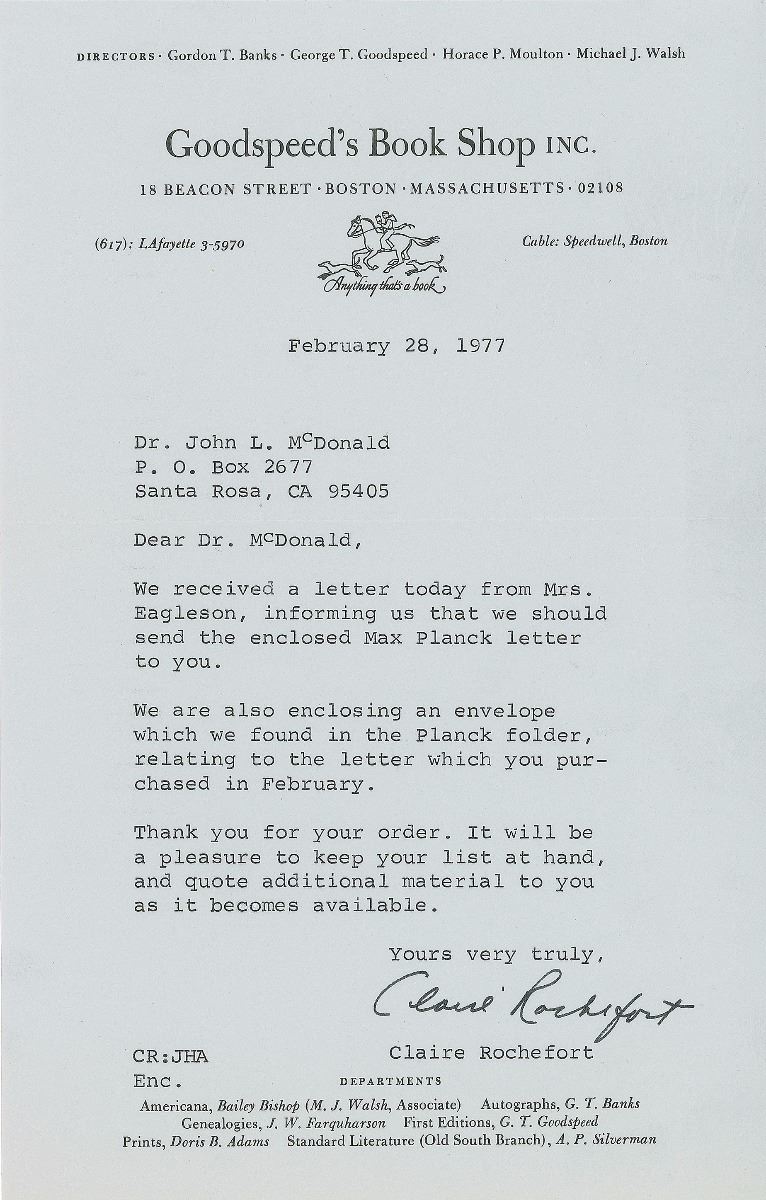 DIRECTORS · Gordon T. Banks · George T. Goodspeed · Horace P. Moulton · Michael J. Walsh
Goodspeed's Book Shop INC.
18 BEACON STREET · BOSTON · MASSACHUSETTS · 02108
(617): LAfayette 3-5970
Cable: Speedwell, Boston
Anything that's a book
February 28, 1977
Dr. John L. McDonald
P. O. Box 2677
Santa Rosa, CA 95405
Dear Dr. McDonald,
We received a letter today from Mrs.
Eagleson, informing us that we should
send the enclosed Max Planck letter
to you.
We are also enclosing an envelope
which we found in the Planck folder,
relating to the letter which you pur-
chased in February.
Thank you for your order. It will be
a pleasure to keep your list at hand,
and quote additional material to you
as it becomes available.
Yours very truly,
Claire Rochefort
Claire Rochefort
CR:JHA
Enc.
DEPARTMENTS
Americana, Bailey Bishop (M. J. Walsh, Associate) Autographs, G. T. Banks
Genealogies, J. W. Farquharson First Editions, G. T. Goodspeed
Prints, Doris B. Adams Standard Literature (Old South Branch), A. P. Silverman